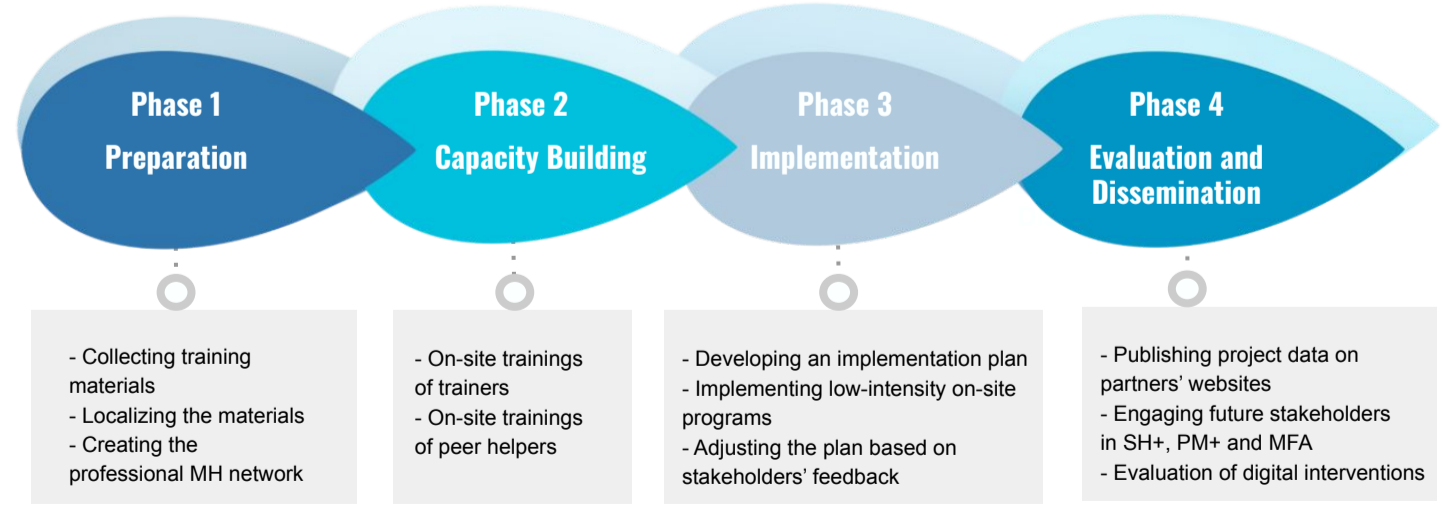 Phase 1
Preparation
Phase 2
Capacity Building
Phase 3
Implementation
Phase 4
Evaluation and
Dissemination
- Collecting training
materials
- Localizing the materials
- Creating the
professional MH network
- On-site trainings
of trainers
- On-site trainings
of peer helpers
- Developing an implementation plan
- Implementing low-intensity on-site
programs
- Adjusting the plan based on
stakeholders’ feedback
- Publishing project data on
partners’ websites
- Engaging future stakeholders
in SH+, PM+ and MFA
- Evaluation of digital interventions